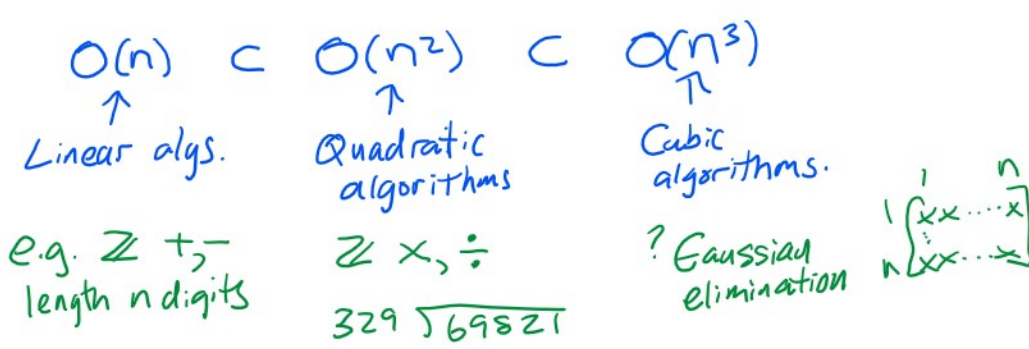 O(n) ⊂ O(n²) ⊂ O(n³)
↑ ↑ ↑
Linear algs. Quadratic algorithms Cubic algorithms.
e.g. ℤ +,- length n digits
ℤ ×, ÷
329 ) 69821
? Gaussian elimination
1 n
1 [xx....x
⋮
n xx...x]